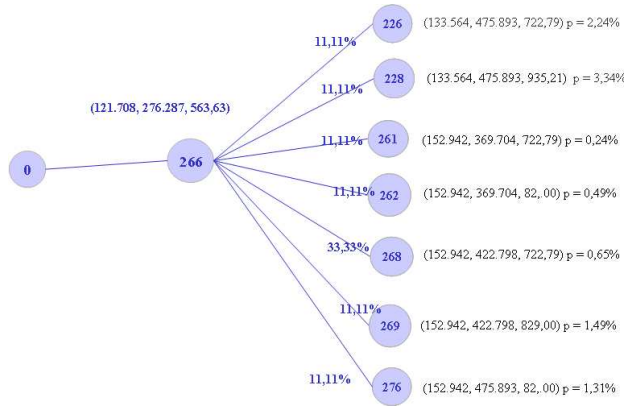 226 (133.564, 475.893, 722,79) p = 2,24%
11,11%
228 (133.564, 475.893, 935,21) p = 3,34%
11,11%
(121.708, 276.287, 563,63)
261 (152.942, 369.704, 722,79) p = 0,24%
11,11%
0
266
262 (152.942, 369.704, 82,.00) p = 0,49%
11,11%
33,33%
268 (152.942, 422.798, 722,79) p = 0,65%
11,11%
269 (152.942, 422.798, 829,00) p = 1,49%
11,11%
276 (152.942, 475.893, 82,.00) p = 1,31%